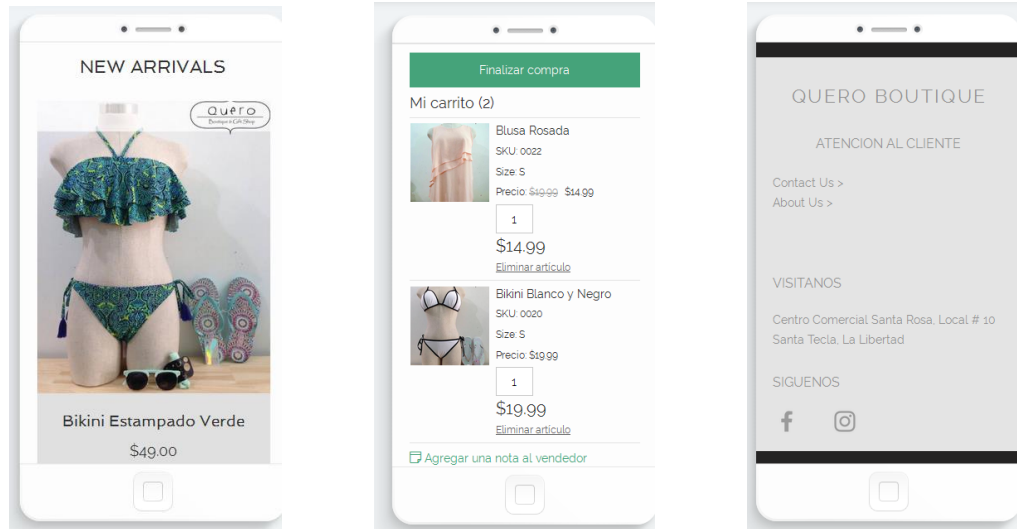 NEW ARRIVALS
Quero
Boutique & Gift Shop
Bikini Estampado Verde
$49.00
Finalizar compra
Mi carrito (2)
Blusa Rosada
SKU: 0022
Size: S
Precio: $19.99 $14.99
1
$14.99
Eliminar artículo
Bikini Blanco y Negro
SKU: 0020
Size: S
Precio: $19.99
1
$19.99
Eliminar artículo
Agregar una nota al vendedor
QUERO BOUTIQUE
ATENCION AL CLIENTE
Contact Us >
About Us >
VISITANOS
Centro Comercial Santa Rosa, Local # 10
Santa Tecla, La Libertad
SIGUENOS